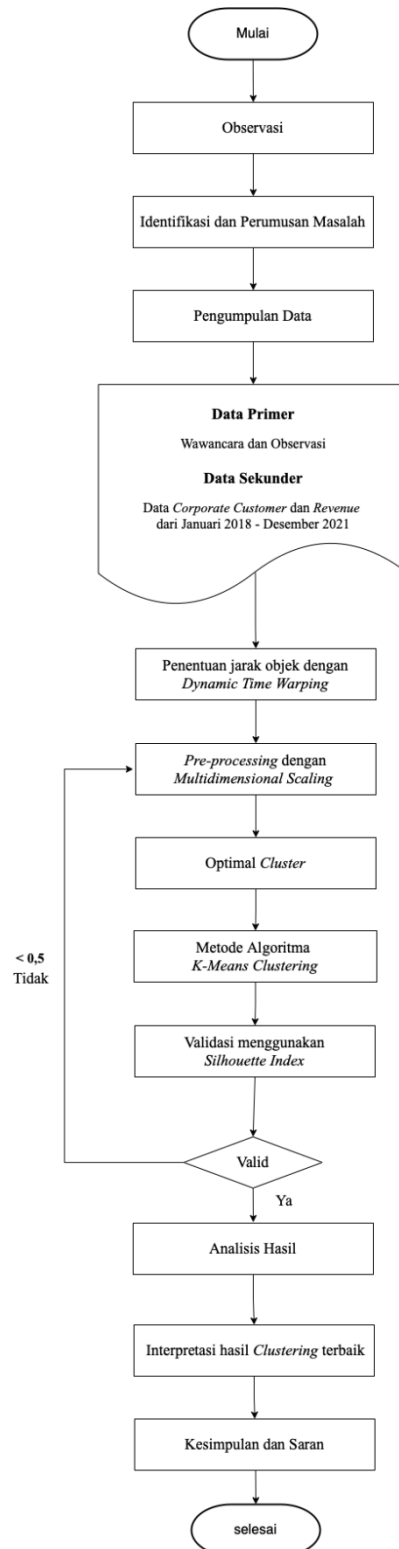 Mulai
Observasi
Identifikasi dan Perumusan Masalah
Pengumpulan Data
Data Primer
Wawancara dan Observasi
Data Sekunder
Data Corporate Customer dan Revenue
dari Januari 2018 - Desember 2021
Penentuan jarak objek dengan
Dynamic Time Warping
Pre-processing dengan
Multidimensional Scaling
Optimal Cluster
< 0,5
Tidak
Metode Algoritma
K-Means Clustering
Validasi menggunakan
Silhouette Index
Valid
Ya
Analisis Hasil
Interpretasi hasil Clustering terbaik
Kesimpulan dan Saran
selesai